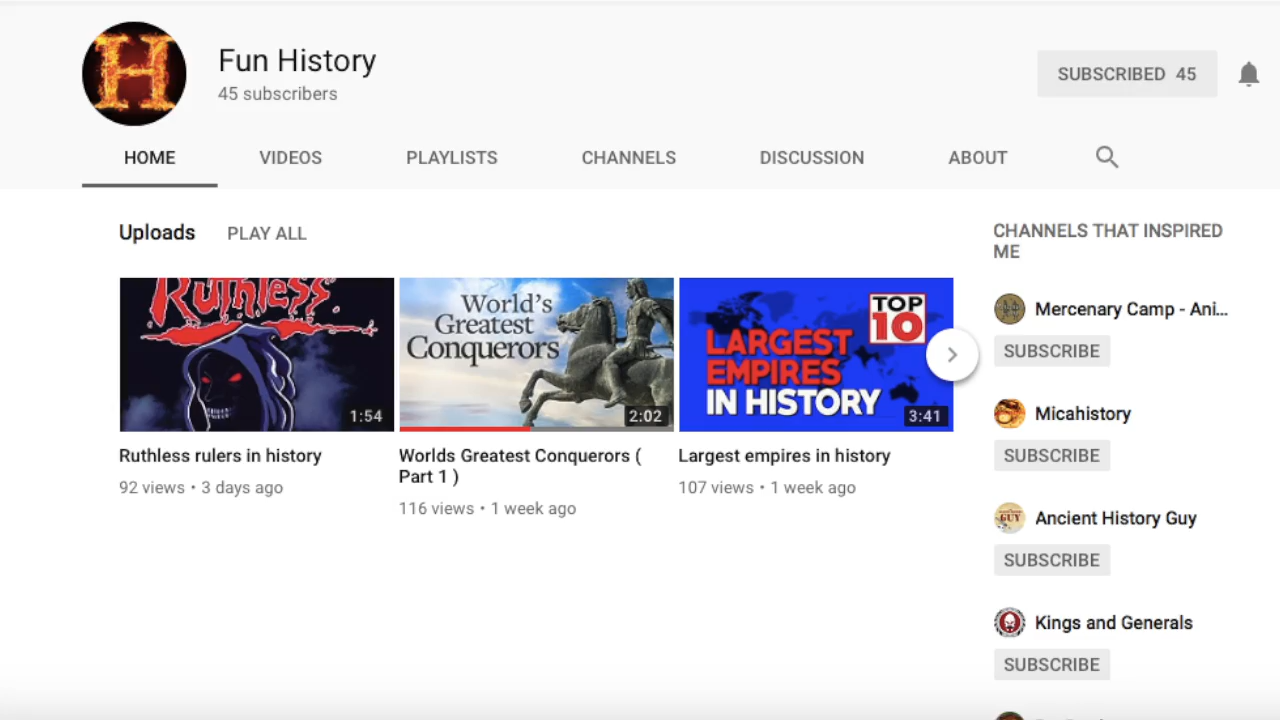 H
Fun History
45 subscribers
SUBSCRIBED 45
HOME
VIDEOS
PLAYLISTS
CHANNELS
DISCUSSION
ABOUT
Uploads
PLAY ALL
Ruthless
1:54
Ruthless rulers in history
92 views • 3 days ago
World's
Greatest
Conquerors
2:02
Worlds Greatest Conquerors (
Part 1 )
116 views • 1 week ago
TOP
10
LARGEST
EMPIRES
IN HISTORY
3:41
Largest empires in history
107 views • 1 week ago
CHANNELS THAT INSPIRED
ME
Mercenary Camp - Ani...
SUBSCRIBE
Micahistory
SUBSCRIBE
GUY
Ancient History Guy
SUBSCRIBE
Kings and Generals
SUBSCRIBE